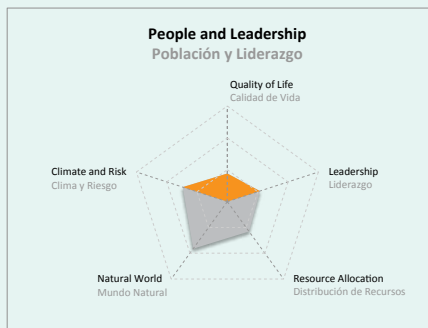 People and Leadership
Población y Liderazgo
Quality of Life
Calidad de Vida
Climate and Risk
Clima y Riesgo
Leadership
Liderazgo
Natural World
Mundo Natural
Resource Allocation
Distribución de Recursos